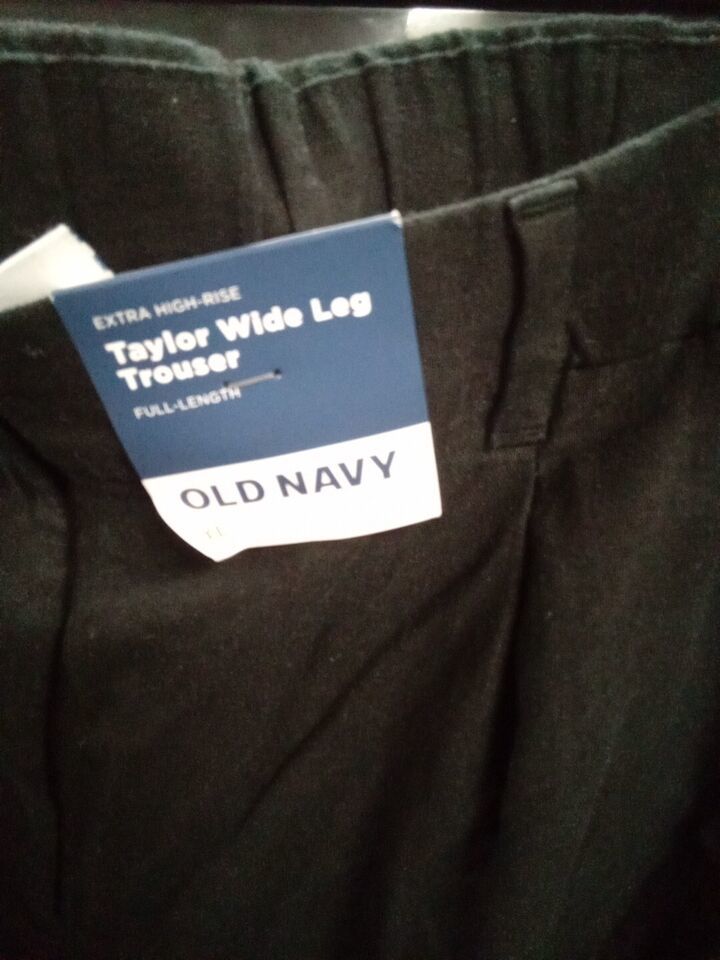 EXTRA HIGH-RISE
Taylor Wide Leg
Trouser
FULL-LENGTH
OLD NAVY